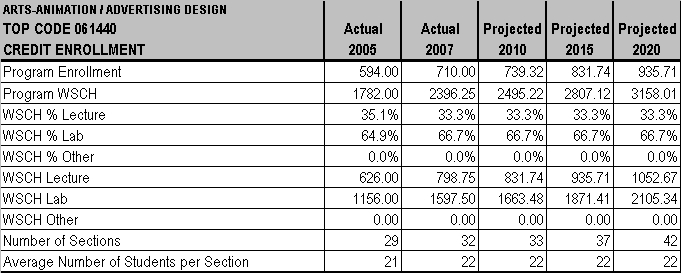 ARTS-ANIMATION / ADVERTISING DESIGN
TOP CODE 061440 Actual Actual Projected Projected Projected
CREDIT ENROLLMENT 2005 2007 2010 2015 2020
Program Enrollment 594.00 710.00 739.32 831.74 935.71
Program WSCH 1782.00 2396.25 2495.22 2807.12 3158.01
WSCH % Lecture 35.1% 33.3% 33.3% 33.3% 33.3%
WSCH % Lab 64.9% 66.7% 66.7% 66.7% 66.7%
WSCH % Other 0.0% 0.0% 0.0% 0.0% 0.0%
WSCH Lecture 626.00 798.75 831.74 935.71 1052.67
WSCH Lab 1156.00 1597.50 1663.48 1871.41 2105.34
WSCH Other 0.00 0.00 0.00 0.00 0.00
Number of Sections 29 32 33 37 42
Average Number of Students per Section 21 22 22 22 22